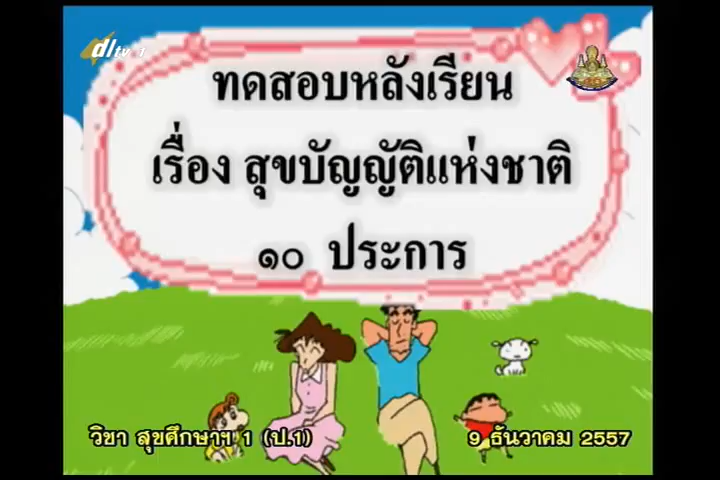 dltv 1
ทดสอบหลังเรียน
เรื่อง สุขบัญญัติแห่งชาติ
๑๐ ประการ
วิชา สุขศึกษาฯ 1 (ป.1)
9 ธันวาคม 2557